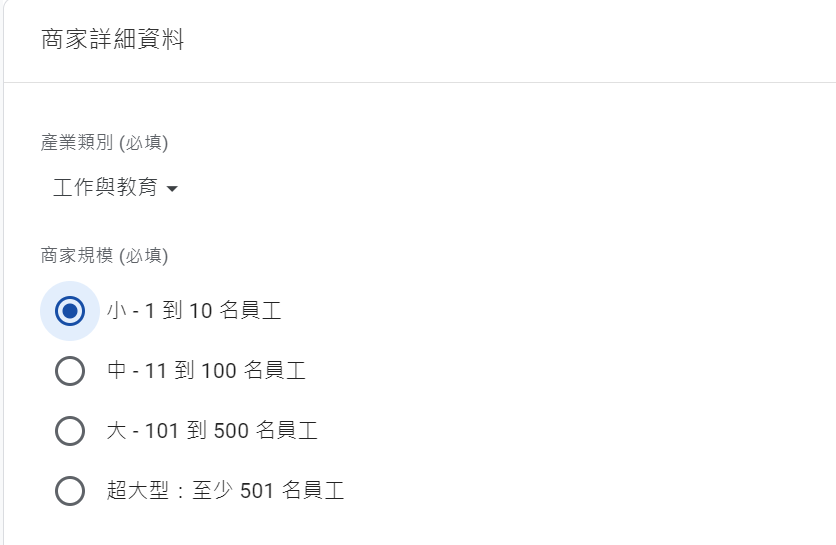 商家詳細資料
產業類別 (必填)
工作與教育
商家規模 (必填)
小 - 1 到 10 名員工
中 - 11 到 100 名員工
大 - 101 到 500 名員工
超大型：至少 501 名員工